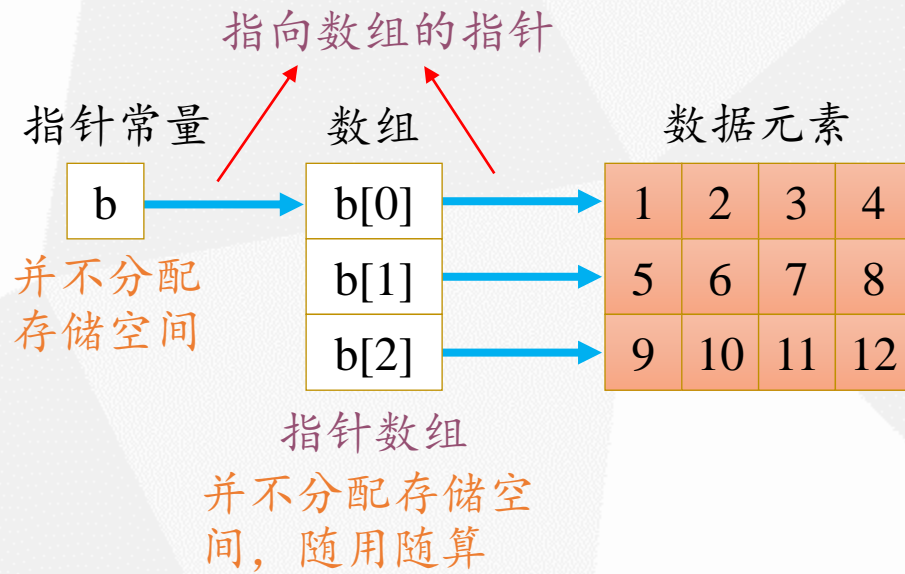 指向数组的指针
指针常量 数组 数据元素
b b[0] 1 2 3 4
并不分配
存储空间
b[1] 5 6 7 8
b[2] 9 10 11 12
指针数组
并不分配存储空
间，随用随算